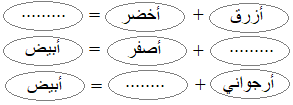 أزرق + أخضر = .........
......... + أصفر = أبيض
أرجواني + ........ = أبيض